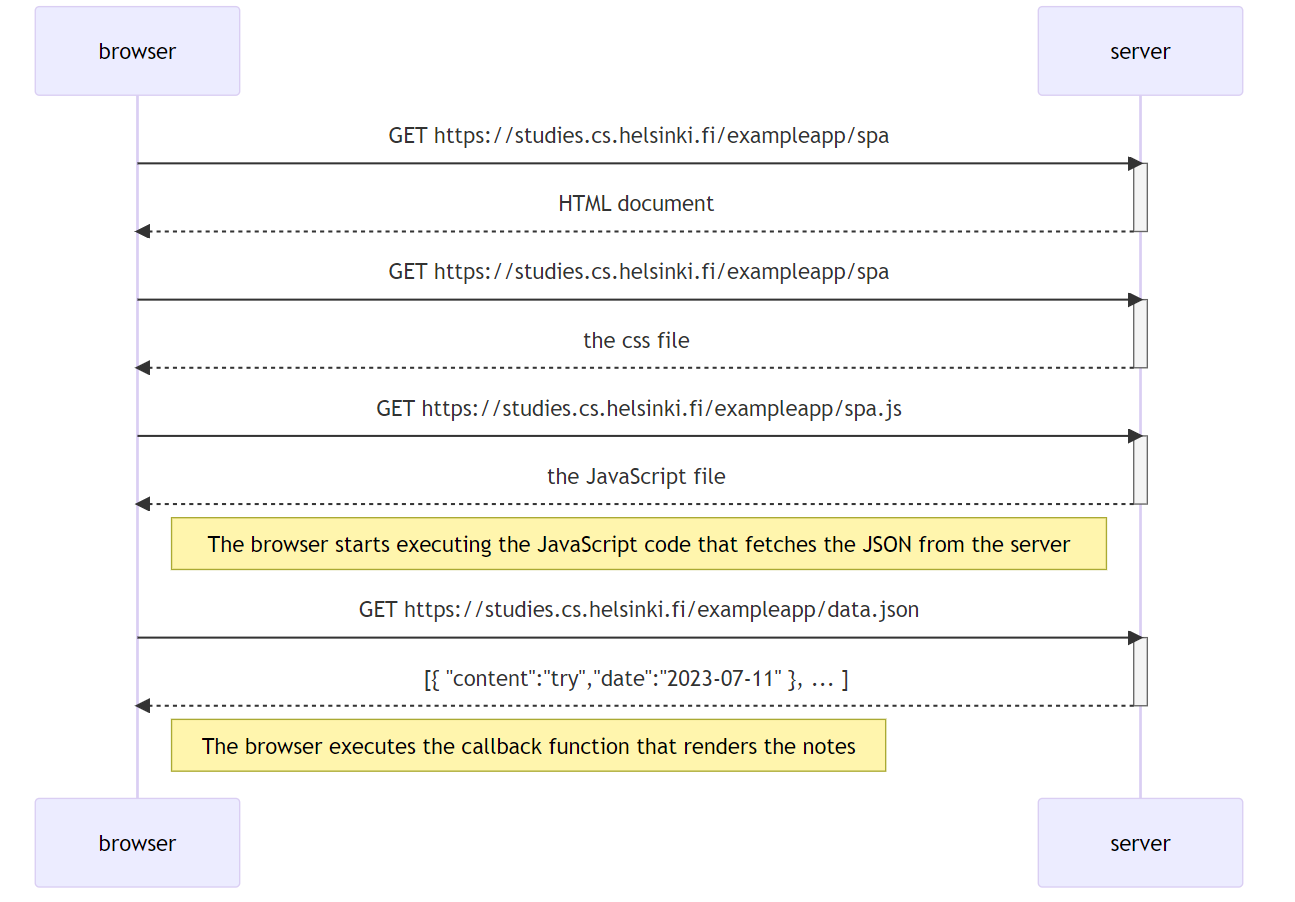 browser
server
GET https://studies.cs.helsinki.fi/exampleapp/spa
HTML document
GET https://studies.cs.helsinki.fi/exampleapp/spa
the css file
GET https://studies.cs.helsinki.fi/exampleapp/spa.js
the JavaScript file
The browser starts executing the JavaScript code that fetches the JSON from the server
GET https://studies.cs.helsinki.fi/exampleapp/data.json
[{ "content":"try","date":"2023-07-11" }, ... ]
The browser executes the callback function that renders the notes
browser
server